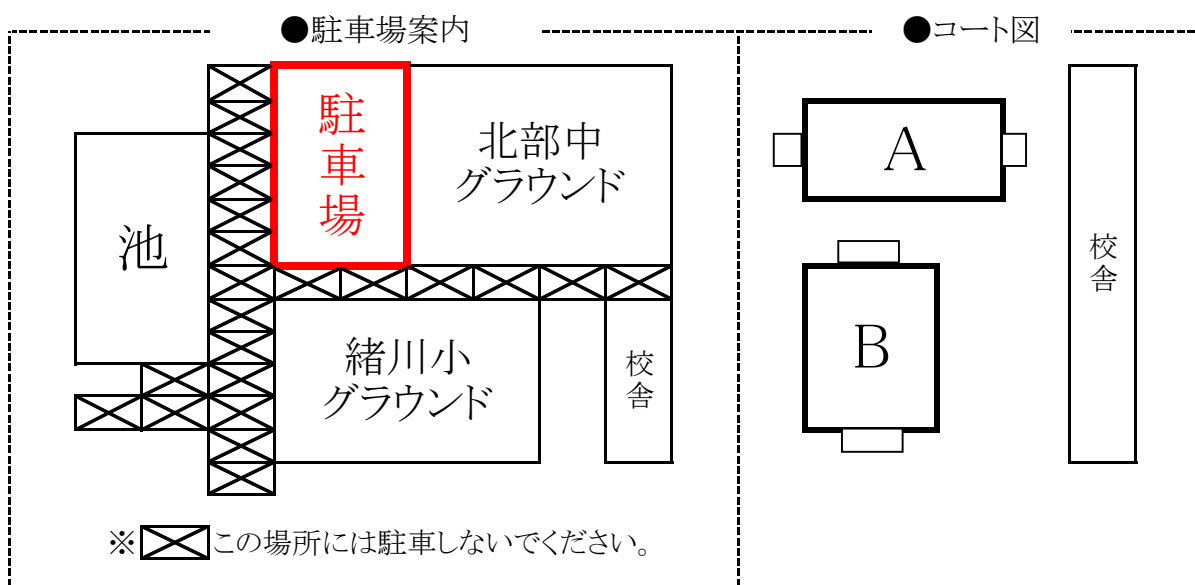 ●駐車場案内
駐車場
北部中
グラウンド
池
緒川小
グラウンド
校舎
※この場所には駐車しないでください。
●コート図
A
B
校舎